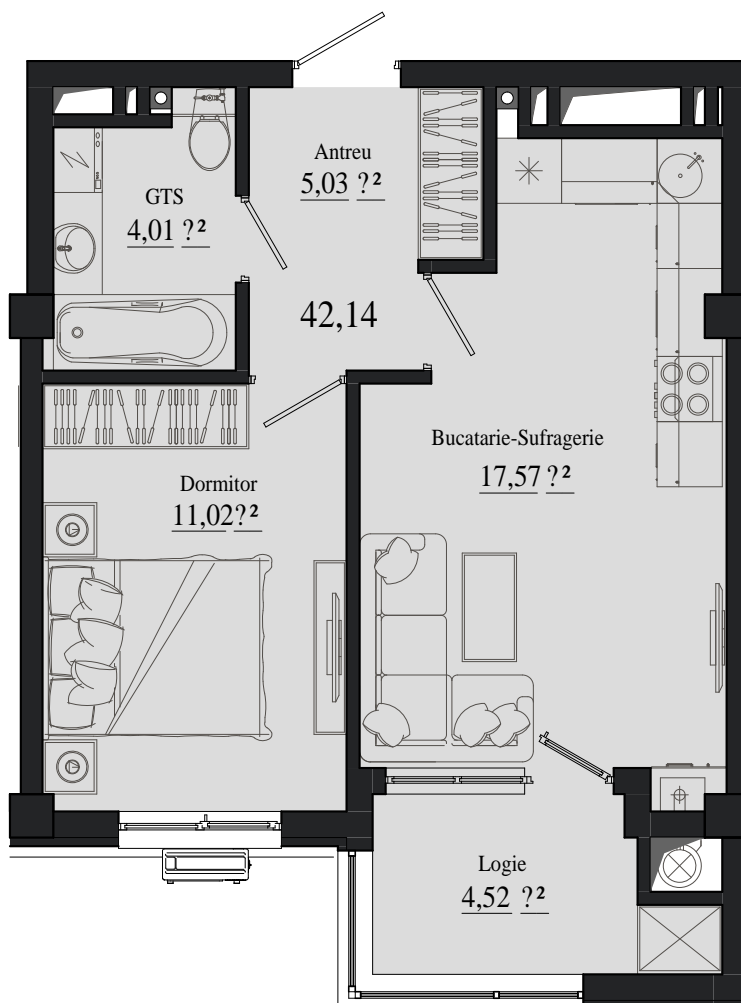 Antreu
5,03 ?²
GTS
4,01 ?²
42,14
Bucatarie-Sufragerie
17,57 ?²
Dormitor
11,02?²
Logie
4,52 ?²